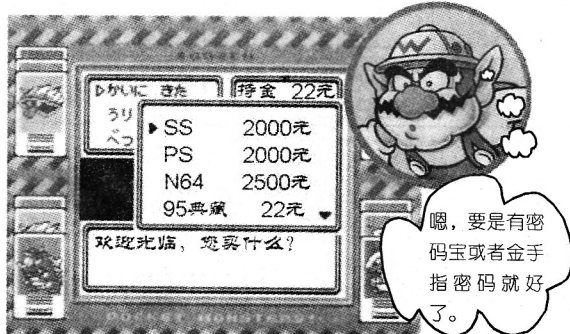 ▶かいに きた
持金 22元
うり
べつ
▶SS 2000元
PS 2000元
N64 2500元
95典藏 22元
欢迎光临，您买什么？
POCKET MONSTERS
W
嗯，要是有密
码宝或者金手
指密码就好
了。